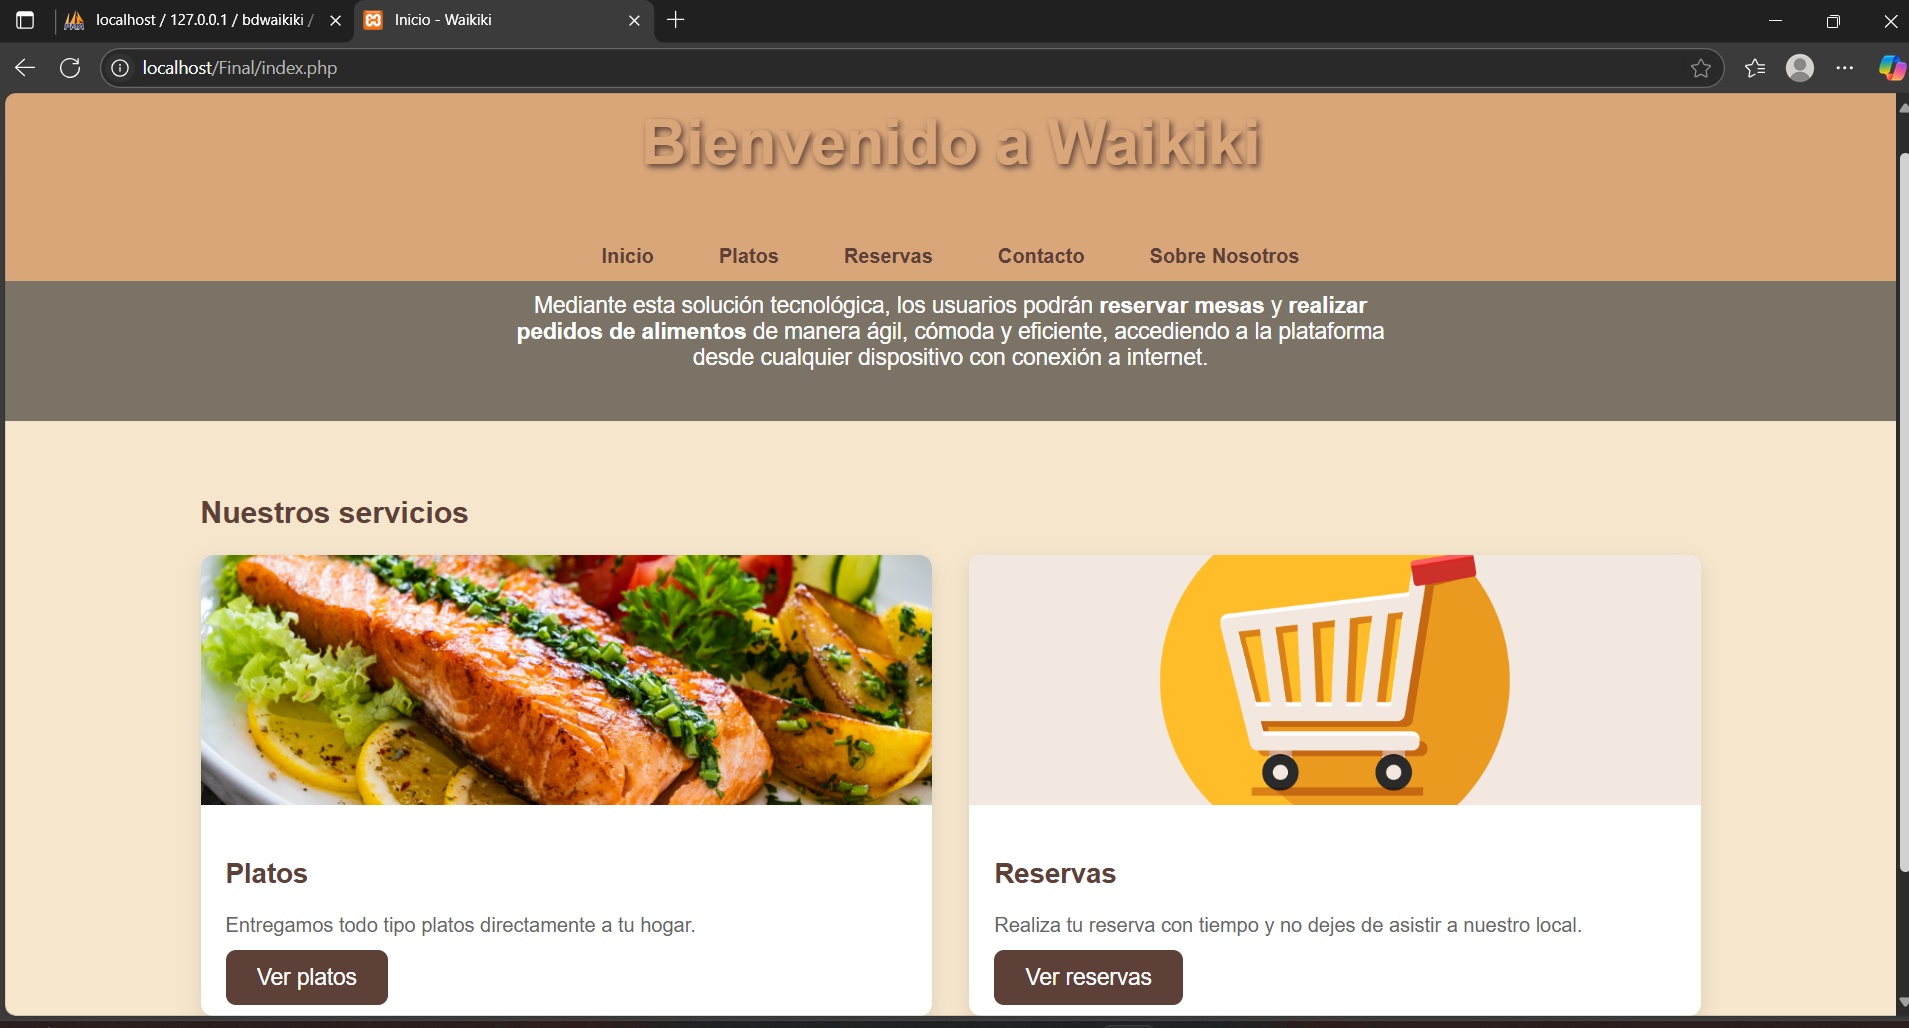 localhost / 127.0.0.1 / bdwaikiki /
Inicio - Waikiki
localhost/Final/index.php
Bienvenido a Waikiki
Inicio Platos Reservas Contacto Sobre Nosotros
Mediante esta solución tecnológica, los usuarios podrán reservar mesas y realizar
pedidos de alimentos de manera ágil, cómoda y eficiente, accediendo a la plataforma
desde cualquier dispositivo con conexión a internet.
Nuestros servicios
Platos
Entregamos todo tipo platos directamente a tu hogar.
Ver platos
Reservas
Realiza tu reserva con tiempo y no dejes de asistir a nuestro local.
Ver reservas